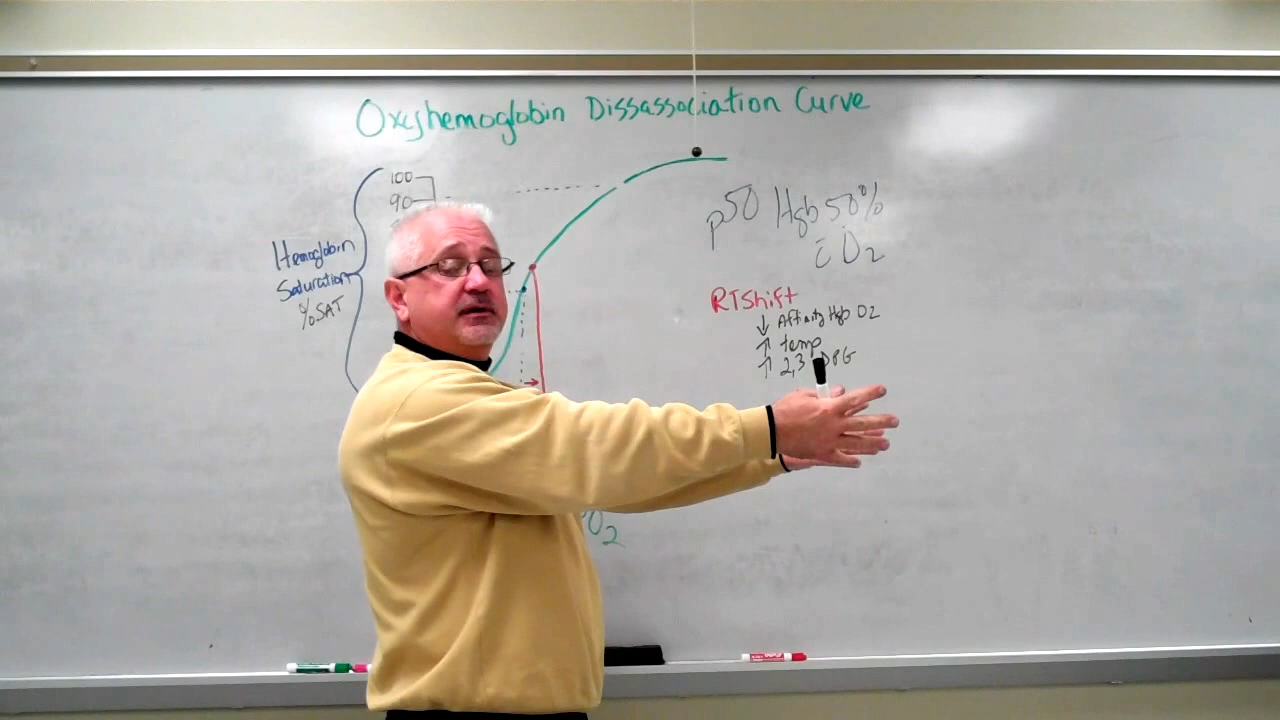 Oxyhemoglobin Dissassociation Curve
100
90
Hemoglobin
Saturation
% SAT
p50 Hgb 50%
c̄ O2
RT Shift
↓ Affinity Hgb O2
↑ temp
↑ 2,3 DPG
O2